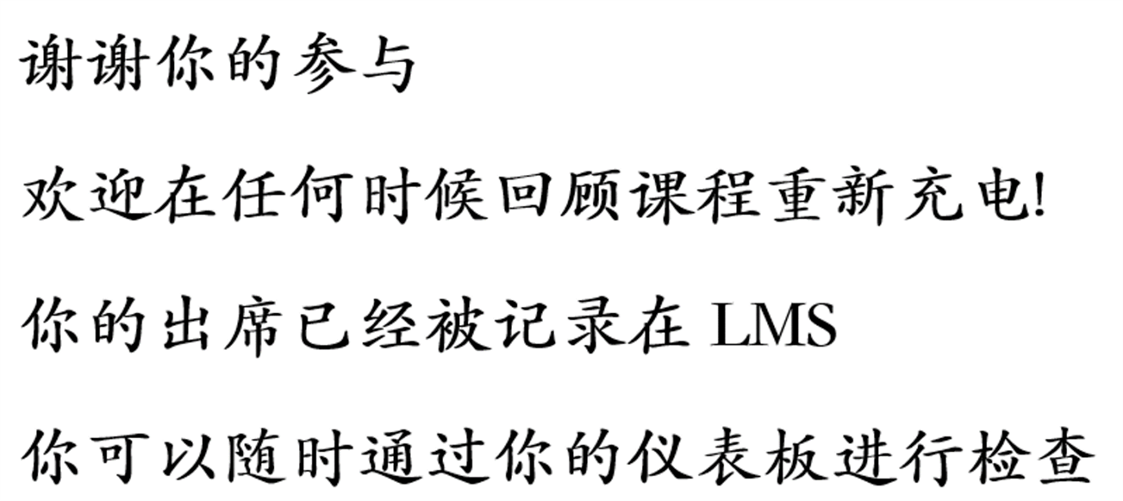 谢谢你的参与
欢迎在任何时候回顾课程重新充电!
你的出席已经被记录在 LMS
你可以随时通过你的仪表板进行检查